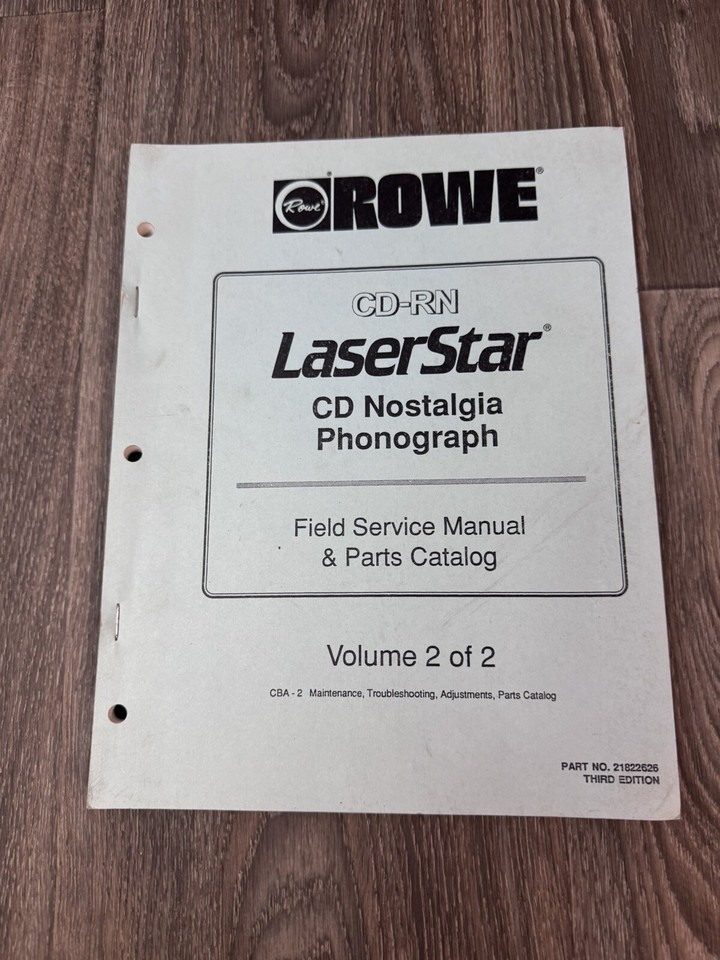 Rowe® ROWE®
CD-RN
LaserStar®
CD Nostalgia
Phonograph
Field Service Manual
& Parts Catalog
Volume 2 of 2
CBA - 2 Maintenance, Troubleshooting, Adjustments, Parts Catalog
PART NO. 21822626
THIRD EDITION